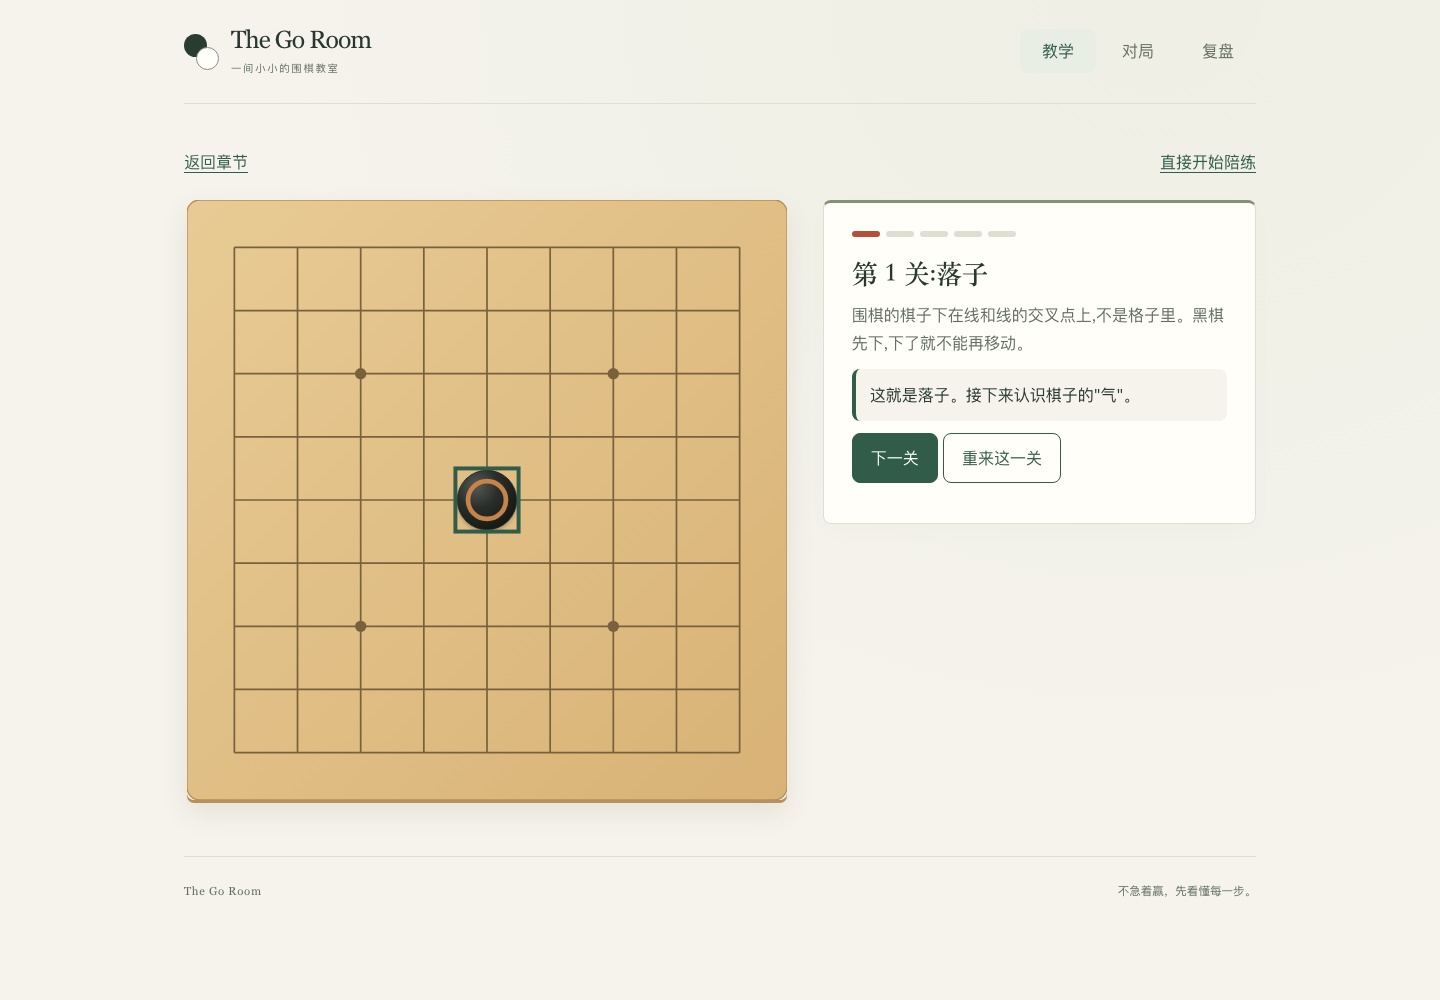 The Go Room
一间小小的围棋教室
教学
对局
复盘
返回章节
直接开始陪练
第 1 关:落子
围棋的棋子下在线和线的交叉点上,不是格子里。黑棋
先下,下了就不能再移动。
这就是落子。接下来认识棋子的"气"。
下一关
重来这一关
The Go Room
不急着赢，先看懂每一步。